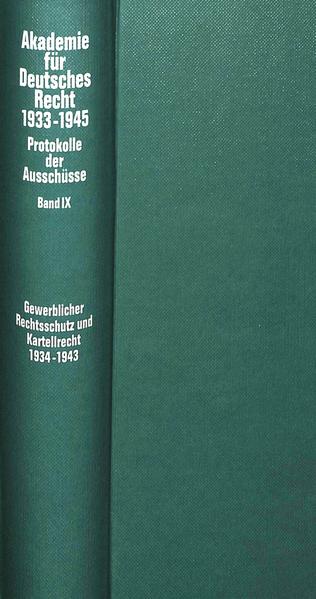 Akademie
für
Deutsches
Recht
1933-1945
Protokolle
der
Ausschüsse
Band IX
Gewerblicher
Rechtsschutz und
Kartellrecht
1934-1943